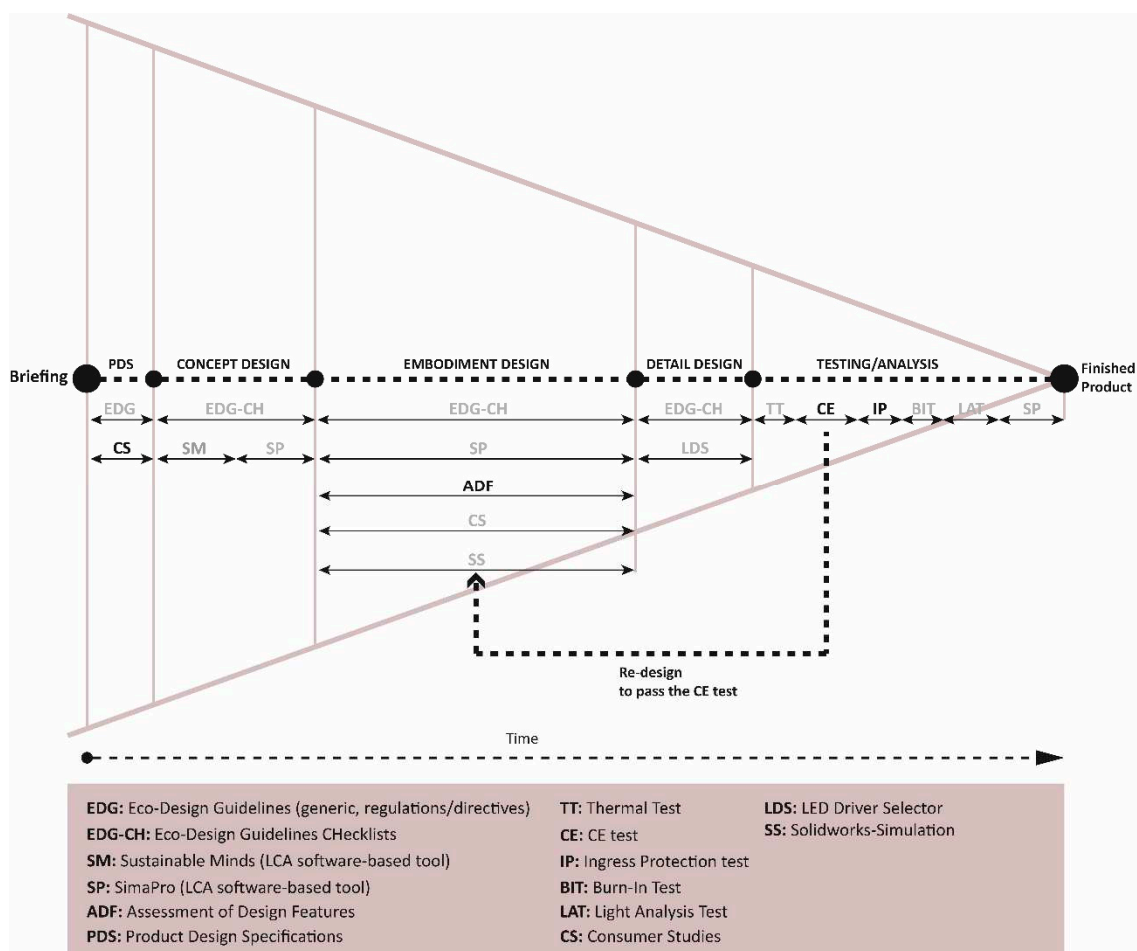 PDS CONCEPT DESIGN EMBODIMENT DESIGN DETAIL DESIGN TESTING/ANALYSIS
Briefing
Finished
Product
EDG EDG-CH EDG-CH EDG-CH TT CE IP BIT LAT SP
CS SM SP SP LDS
ADF
CS
SS
Re-design
to pass the CE test
Time
EDG: Eco-Design Guidelines (generic, regulations/directives)
EDG-CH: Eco-Design Guidelines CHecklists
SM: Sustainable Minds (LCA software-based tool)
SP: SimaPro (LCA software-based tool)
ADF: Assessment of Design Features
PDS: Product Design Specifications
TT: Thermal Test
CE: CE test
IP: Ingress Protection test
BIT: Burn-In Test
LAT: Light Analysis Test
CS: Consumer Studies
LDS: LED Driver Selector
SS: Solidworks-Simulation